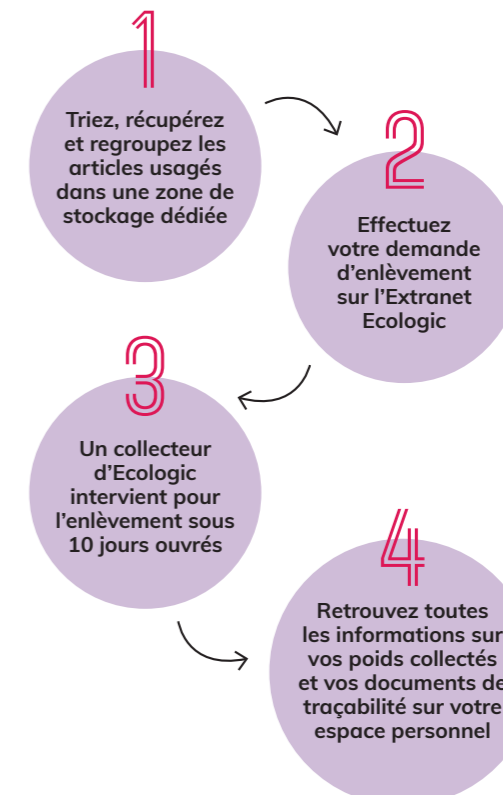 1
Triez, récupérez
et regroupez les
articles usagés
dans une zone de
stockage dédiée
2
Effectuez
votre demande
d’enlèvement
sur l’Extranet
Ecologic
3
Un collecteur
d’Ecologic
intervient pour
l’enlèvement sous
10 jours ouvrés
4
Retrouvez toutes
les informations sur
vos poids collectés
et vos documents de
traçabilité sur votre
espace personnel